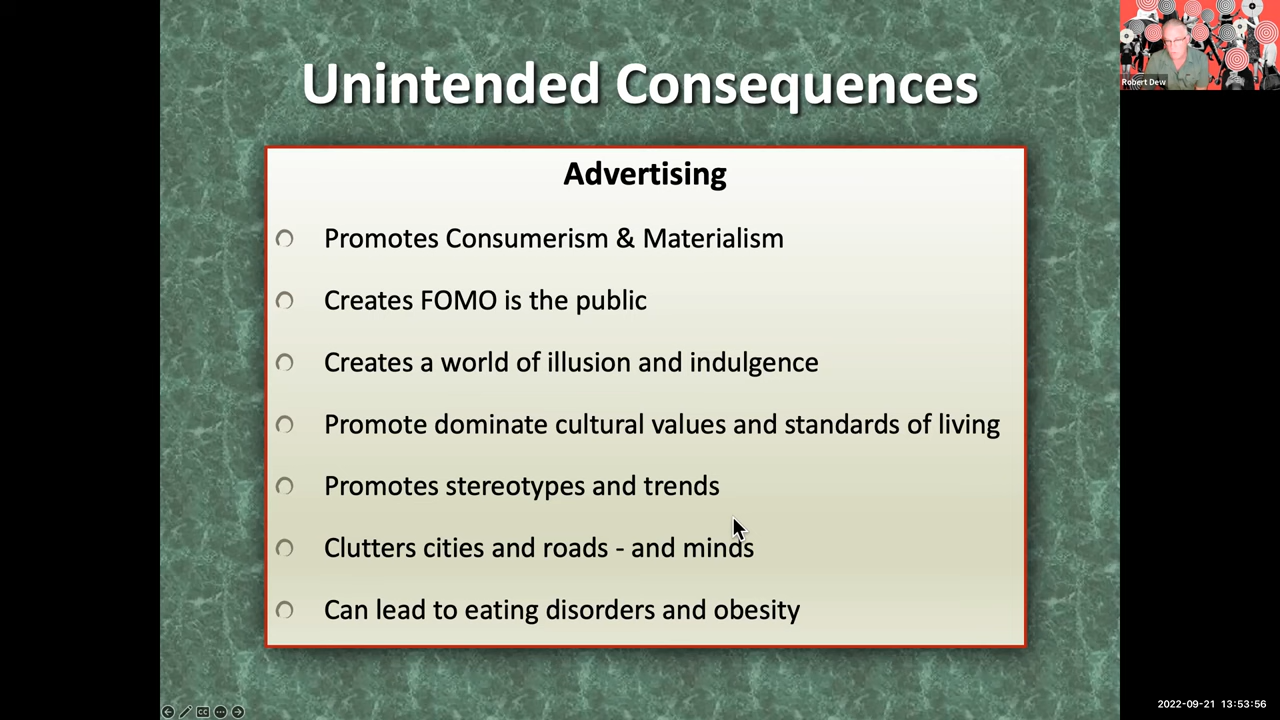 Unintended Consequences
Advertising
Promotes Consumerism & Materialism
Creates FOMO is the public
Creates a world of illusion and indulgence
Promote dominate cultural values and standards of living
Promotes stereotypes and trends
Clutters cities and roads - and minds
Can lead to eating disorders and obesity
Robert Dew
CC
2022-09-21 13:53:56